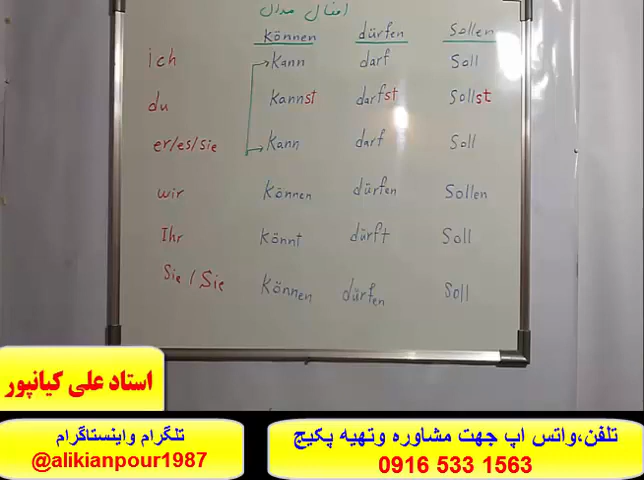 افعال مدال
können dürfen Sollen
ich Kann darf Soll
du Kannst darfst Sollst
er/es/sie Kann darf Soll
wir Können dürfen Sollen
Ihr Könnt dürft Soll
Sie / Sie Können dürfen Soll
استاد علی کیانپور
تلگرام واینستاگرام
@alikianpour1987
تلفن،واتس اپ جهت مشاوره وتهیه پکیج
0916 533 1563